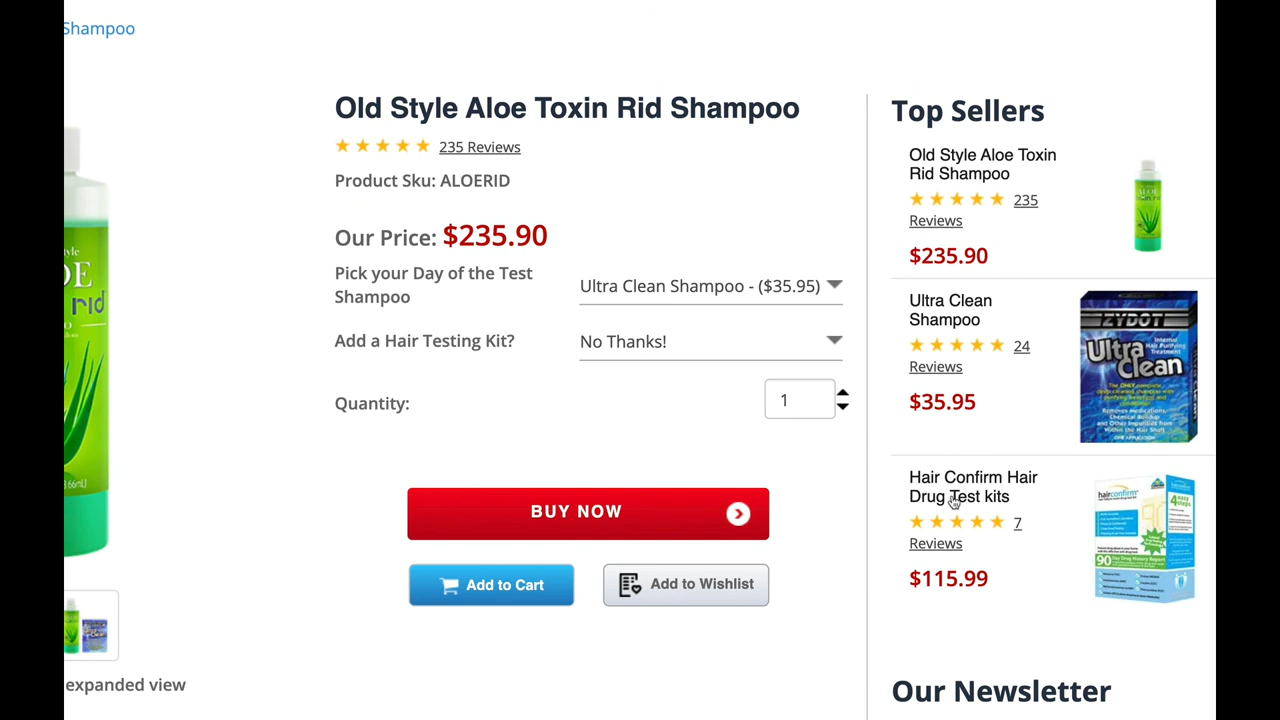 Shampoo
Old Style Aloe Toxin Rid Shampoo
235 Reviews
Product Sku: ALOERID
Our Price: $235.90
Pick your Day of the Test
Shampoo
Ultra Clean Shampoo - ($35.95)
Add a Hair Testing Kit?
No Thanks!
Quantity:
1
BUY NOW
Add to Cart
Add to Wishlist
expanded view
Top Sellers
Old Style Aloe Toxin
Rid Shampoo
235
Reviews
$235.90
Ultra Clean
Shampoo
24
Reviews
$35.95
ZYDOT
Ultra
Clean
Hair Confirm Hair
Drug Test kits
7
Reviews
$115.99
hairconfirm
90
Our Newsletter